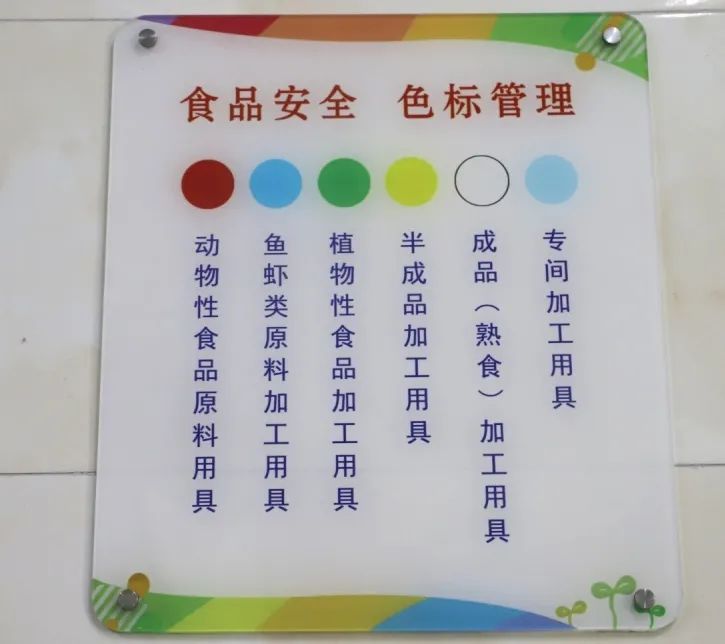 食品安全 色标管理
动物性食品原料用具
鱼虾类原料加工用具
植物性食品加工用具
半成品加工用具
成品（熟食）加工用具
专间加工用具